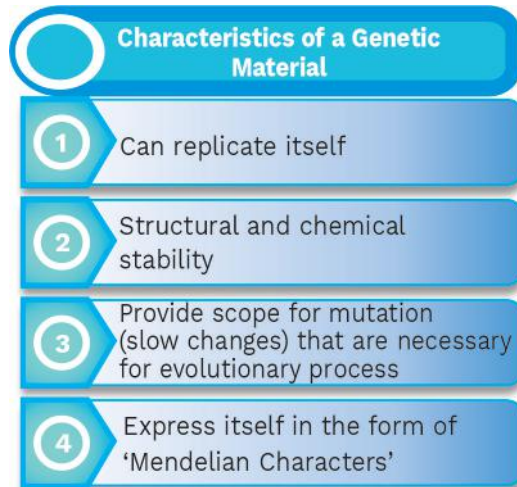 Characteristics of a Genetic
Material
1
Can replicate itself
2
Structural and chemical
stability
3
Provide scope for mutation
(slow changes) that are necessary
for evolutionary process
4
Express itself in the form of
‘Mendelian Characters’